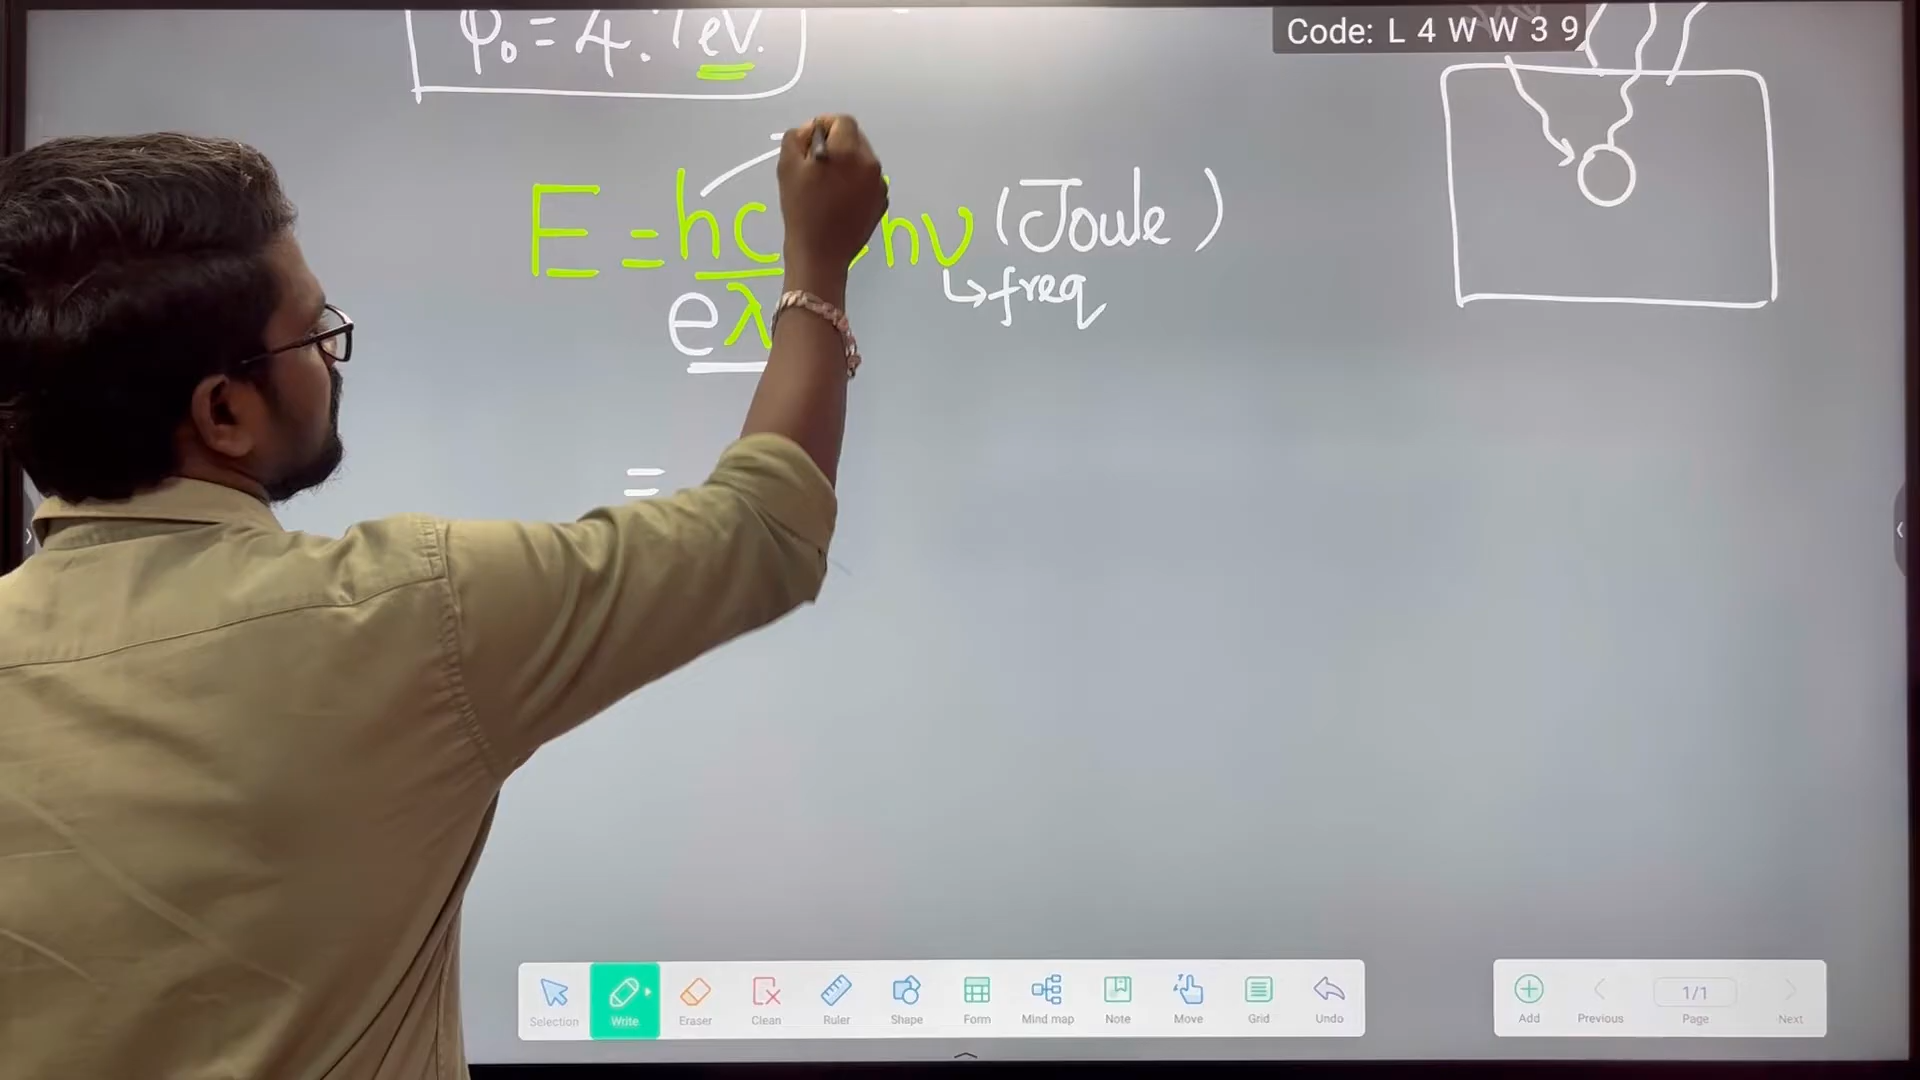 φ₀ = 4.7 eV.
Code: L 4 W W 3 9
E = hc hν (Joule)
eλ ↳ freq
=
Selection Write Eraser Clean Ruler Shape Form Mind map Note Move Grid Undo
Add Previous 1/1 Page Next